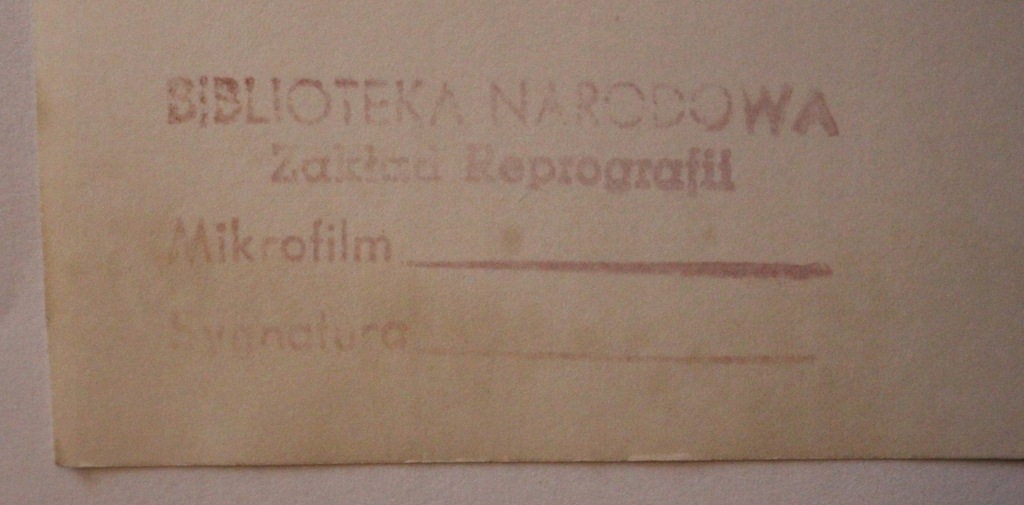 BIBLIOTEKA NARODOWA
Zakład Reprografii
Mikrofilm
Sygnatura